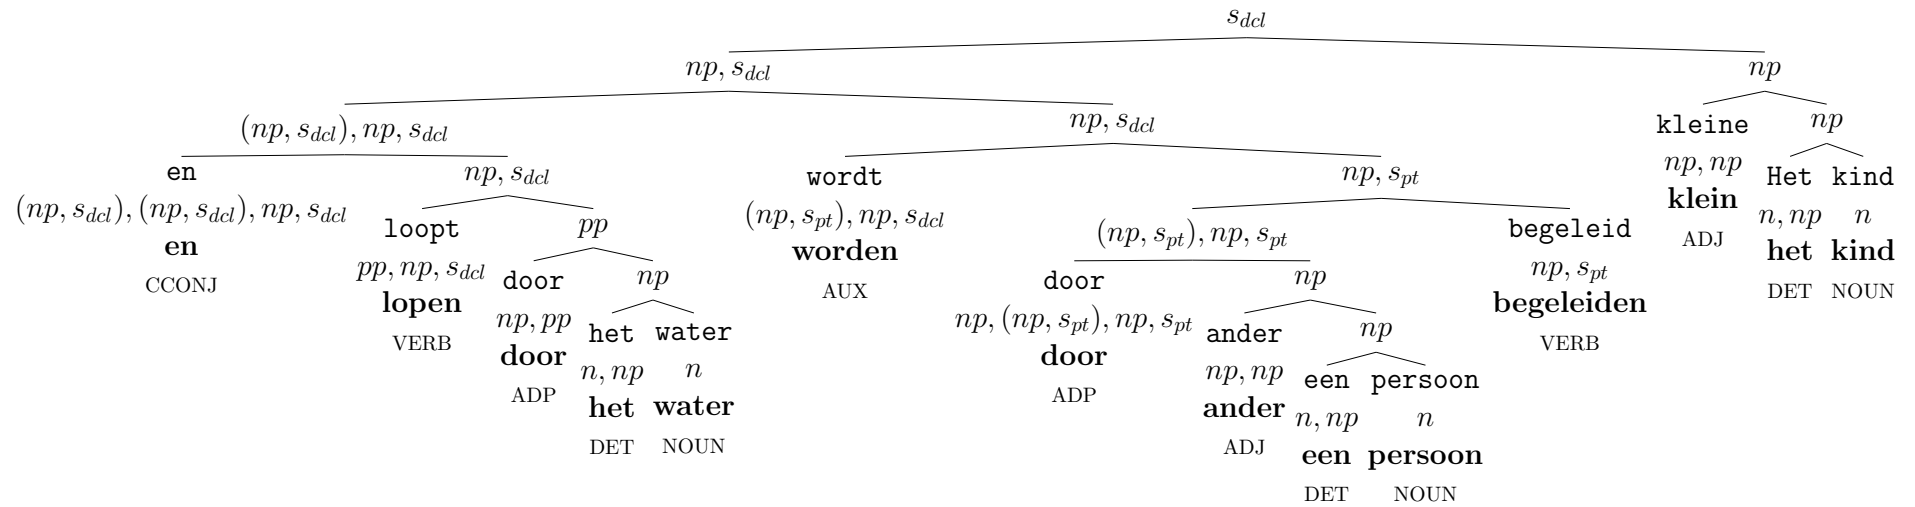 s_dcl
np, s_dcl np
(np, s_dcl), np, s_dcl np, s_dcl kleine np
en np, s_dcl wordt np, s_pt np, np Het kind
(np, s_dcl), (np, s_dcl), np, s_dcl loopt pp (np, s_pt), np, s_dcl (np, s_pt), np, s_pt begeleid klein n, np n
en pp, np, s_dcl door np worden door np np, s_pt ADJ het kind
CCONJ lopen np, pp het water AUX np, (np, s_pt), np, s_pt ander np begeleiden DET NOUN
VERB door n, np n door np, np een persoon VERB
ADP het water ADP ander n, np n
DET NOUN ADJ een persoon
DET NOUN